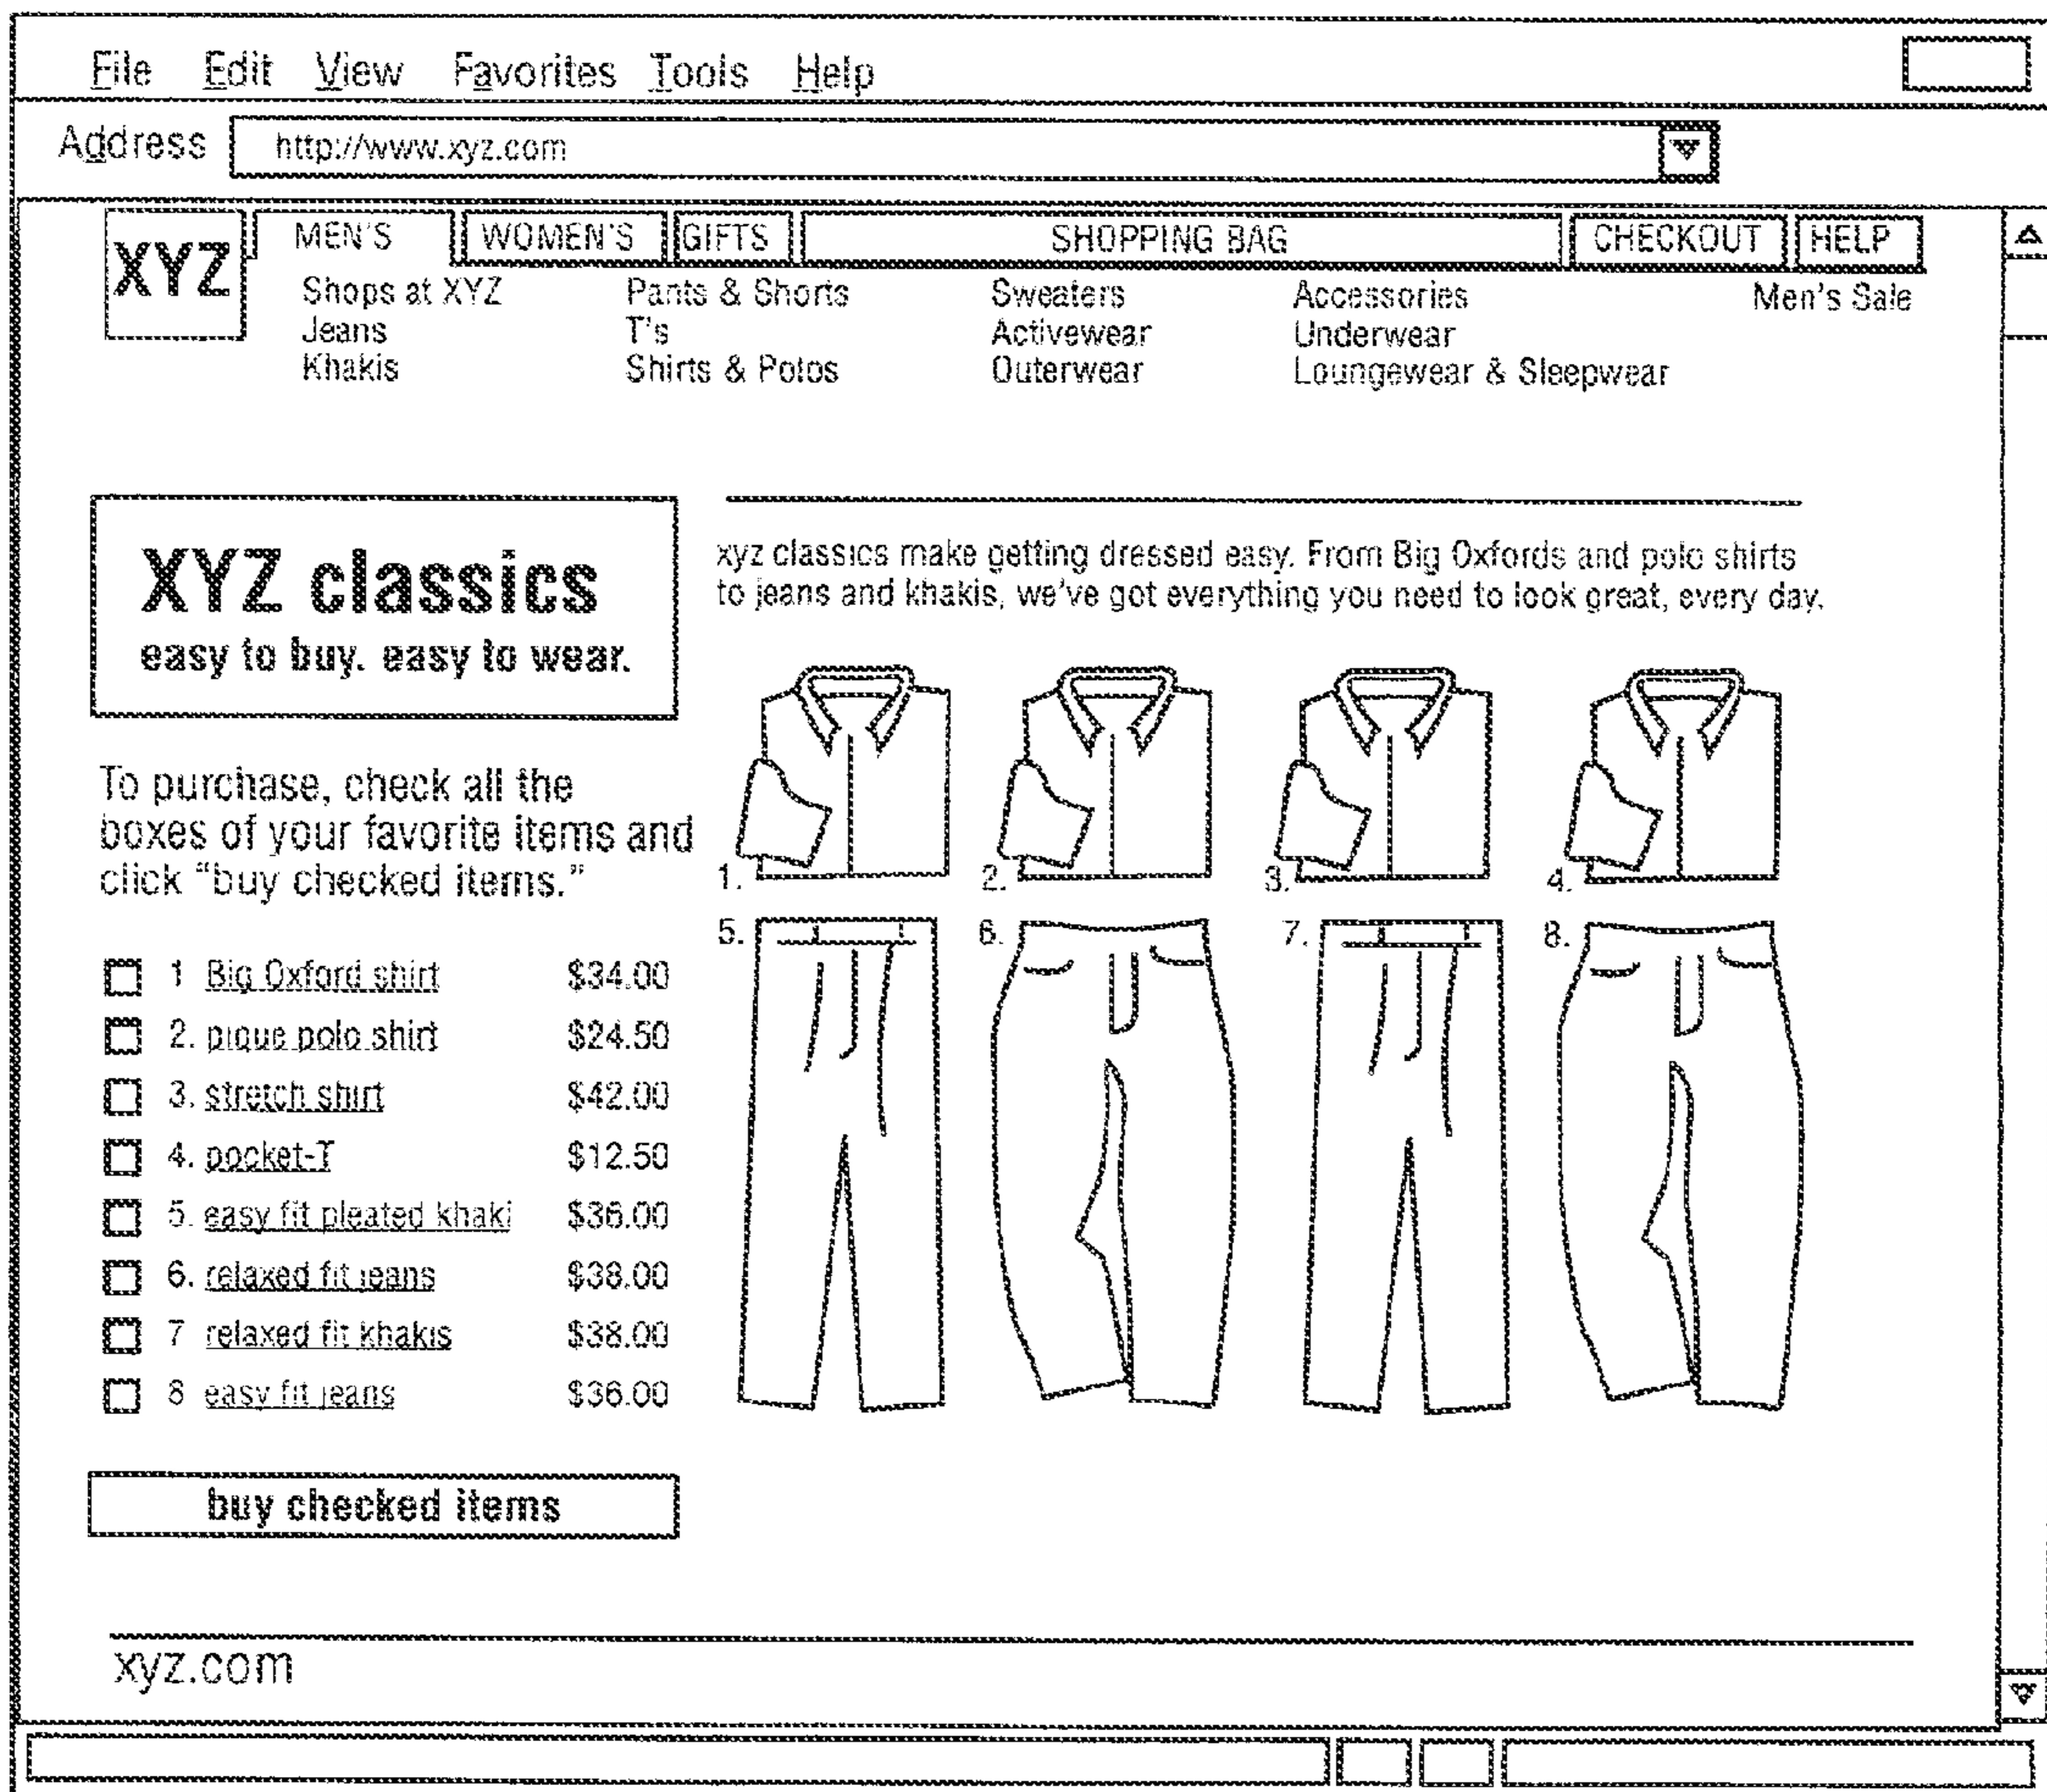 File Edit View Favorites Tools Help
Address http://www.xyz.com
XYZ MEN'S WOMEN'S GIFTS SHOPPING BAG CHECKOUT HELP
Shops at XYZ Pants & Shorts Sweaters Accessories Men's Sale
Jeans T's Activewear Underwear
Khakis Shirts & Polos Outerwear Loungewear & Sleepwear
XYZ classics
easy to buy. easy to wear.
xyz classics make getting dressed easy. From Big Oxfords and polo shirts
to jeans and khakis, we've got everything you need to look great, every day.
To purchase, check all the
boxes of your favorite items and
click "buy checked items."
1 Big Oxford shirt $34.00
2. pique polo shirt $24.50
3. stretch shirt $42.00
4. pocket-T $12.50
5. easy fit pleated khaki $36.00
6. relaxed fit jeans $38.00
7 relaxed fit khakis $38.00
8 easy fit jeans $36.00
buy checked items
1. 2. 3. 4.
5. 6. 7. 8.
xyz.com